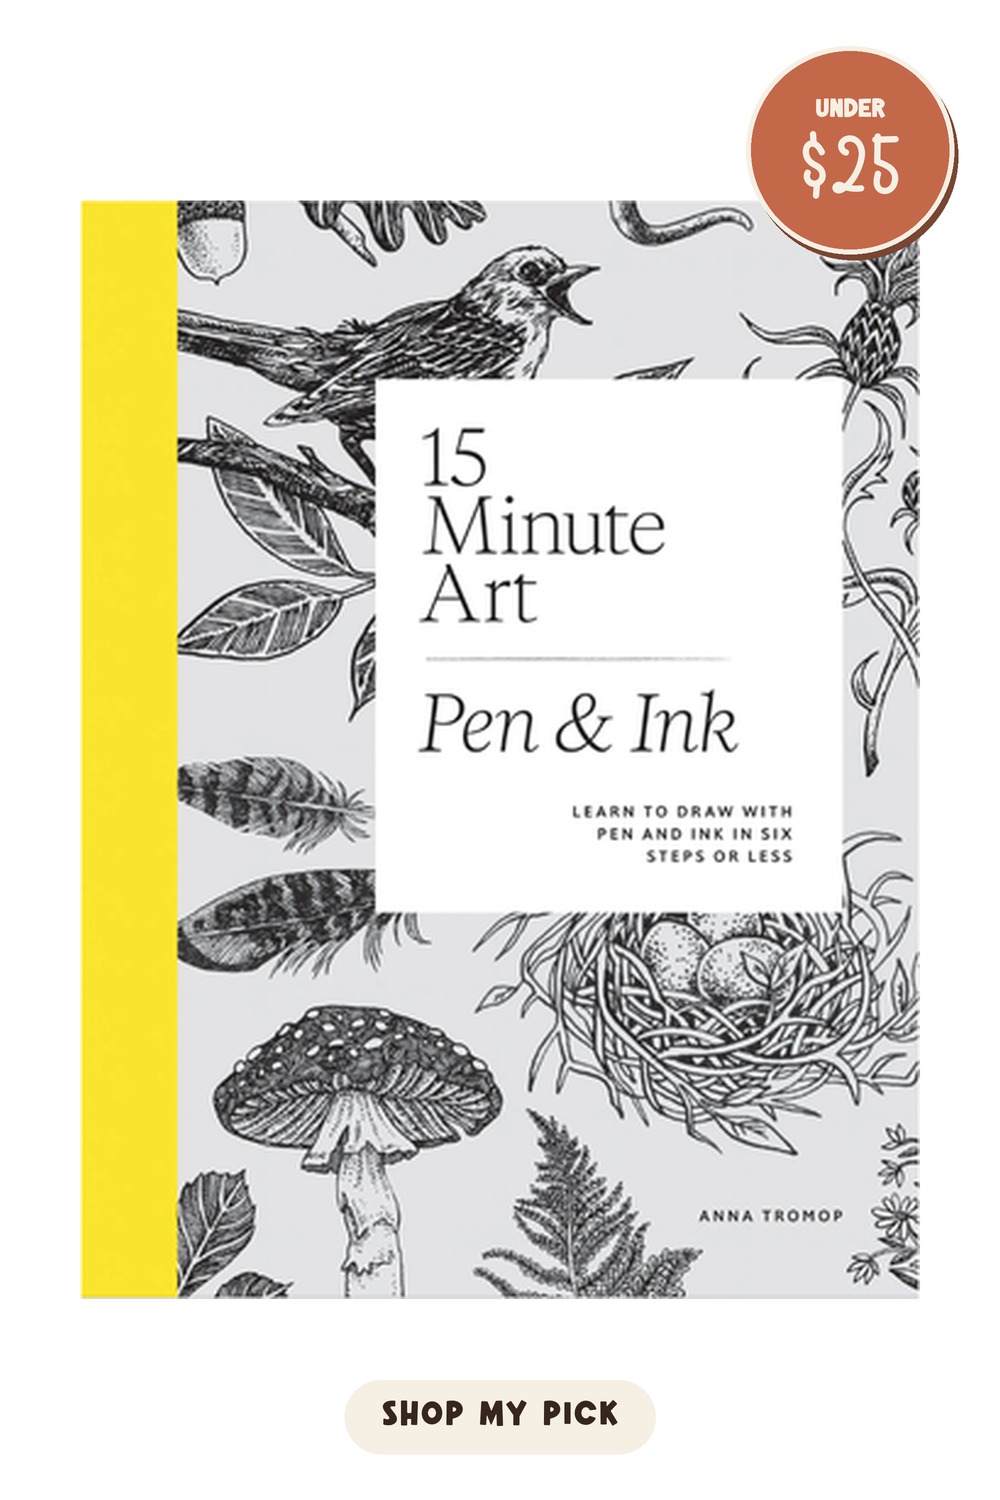 UNDER
$25
15
Minute
Art
Pen & Ink
LEARN TO DRAW WITH
PEN AND INK IN SIX
STEPS OR LESS
ANNA TROMOP
SHOP MY PICK